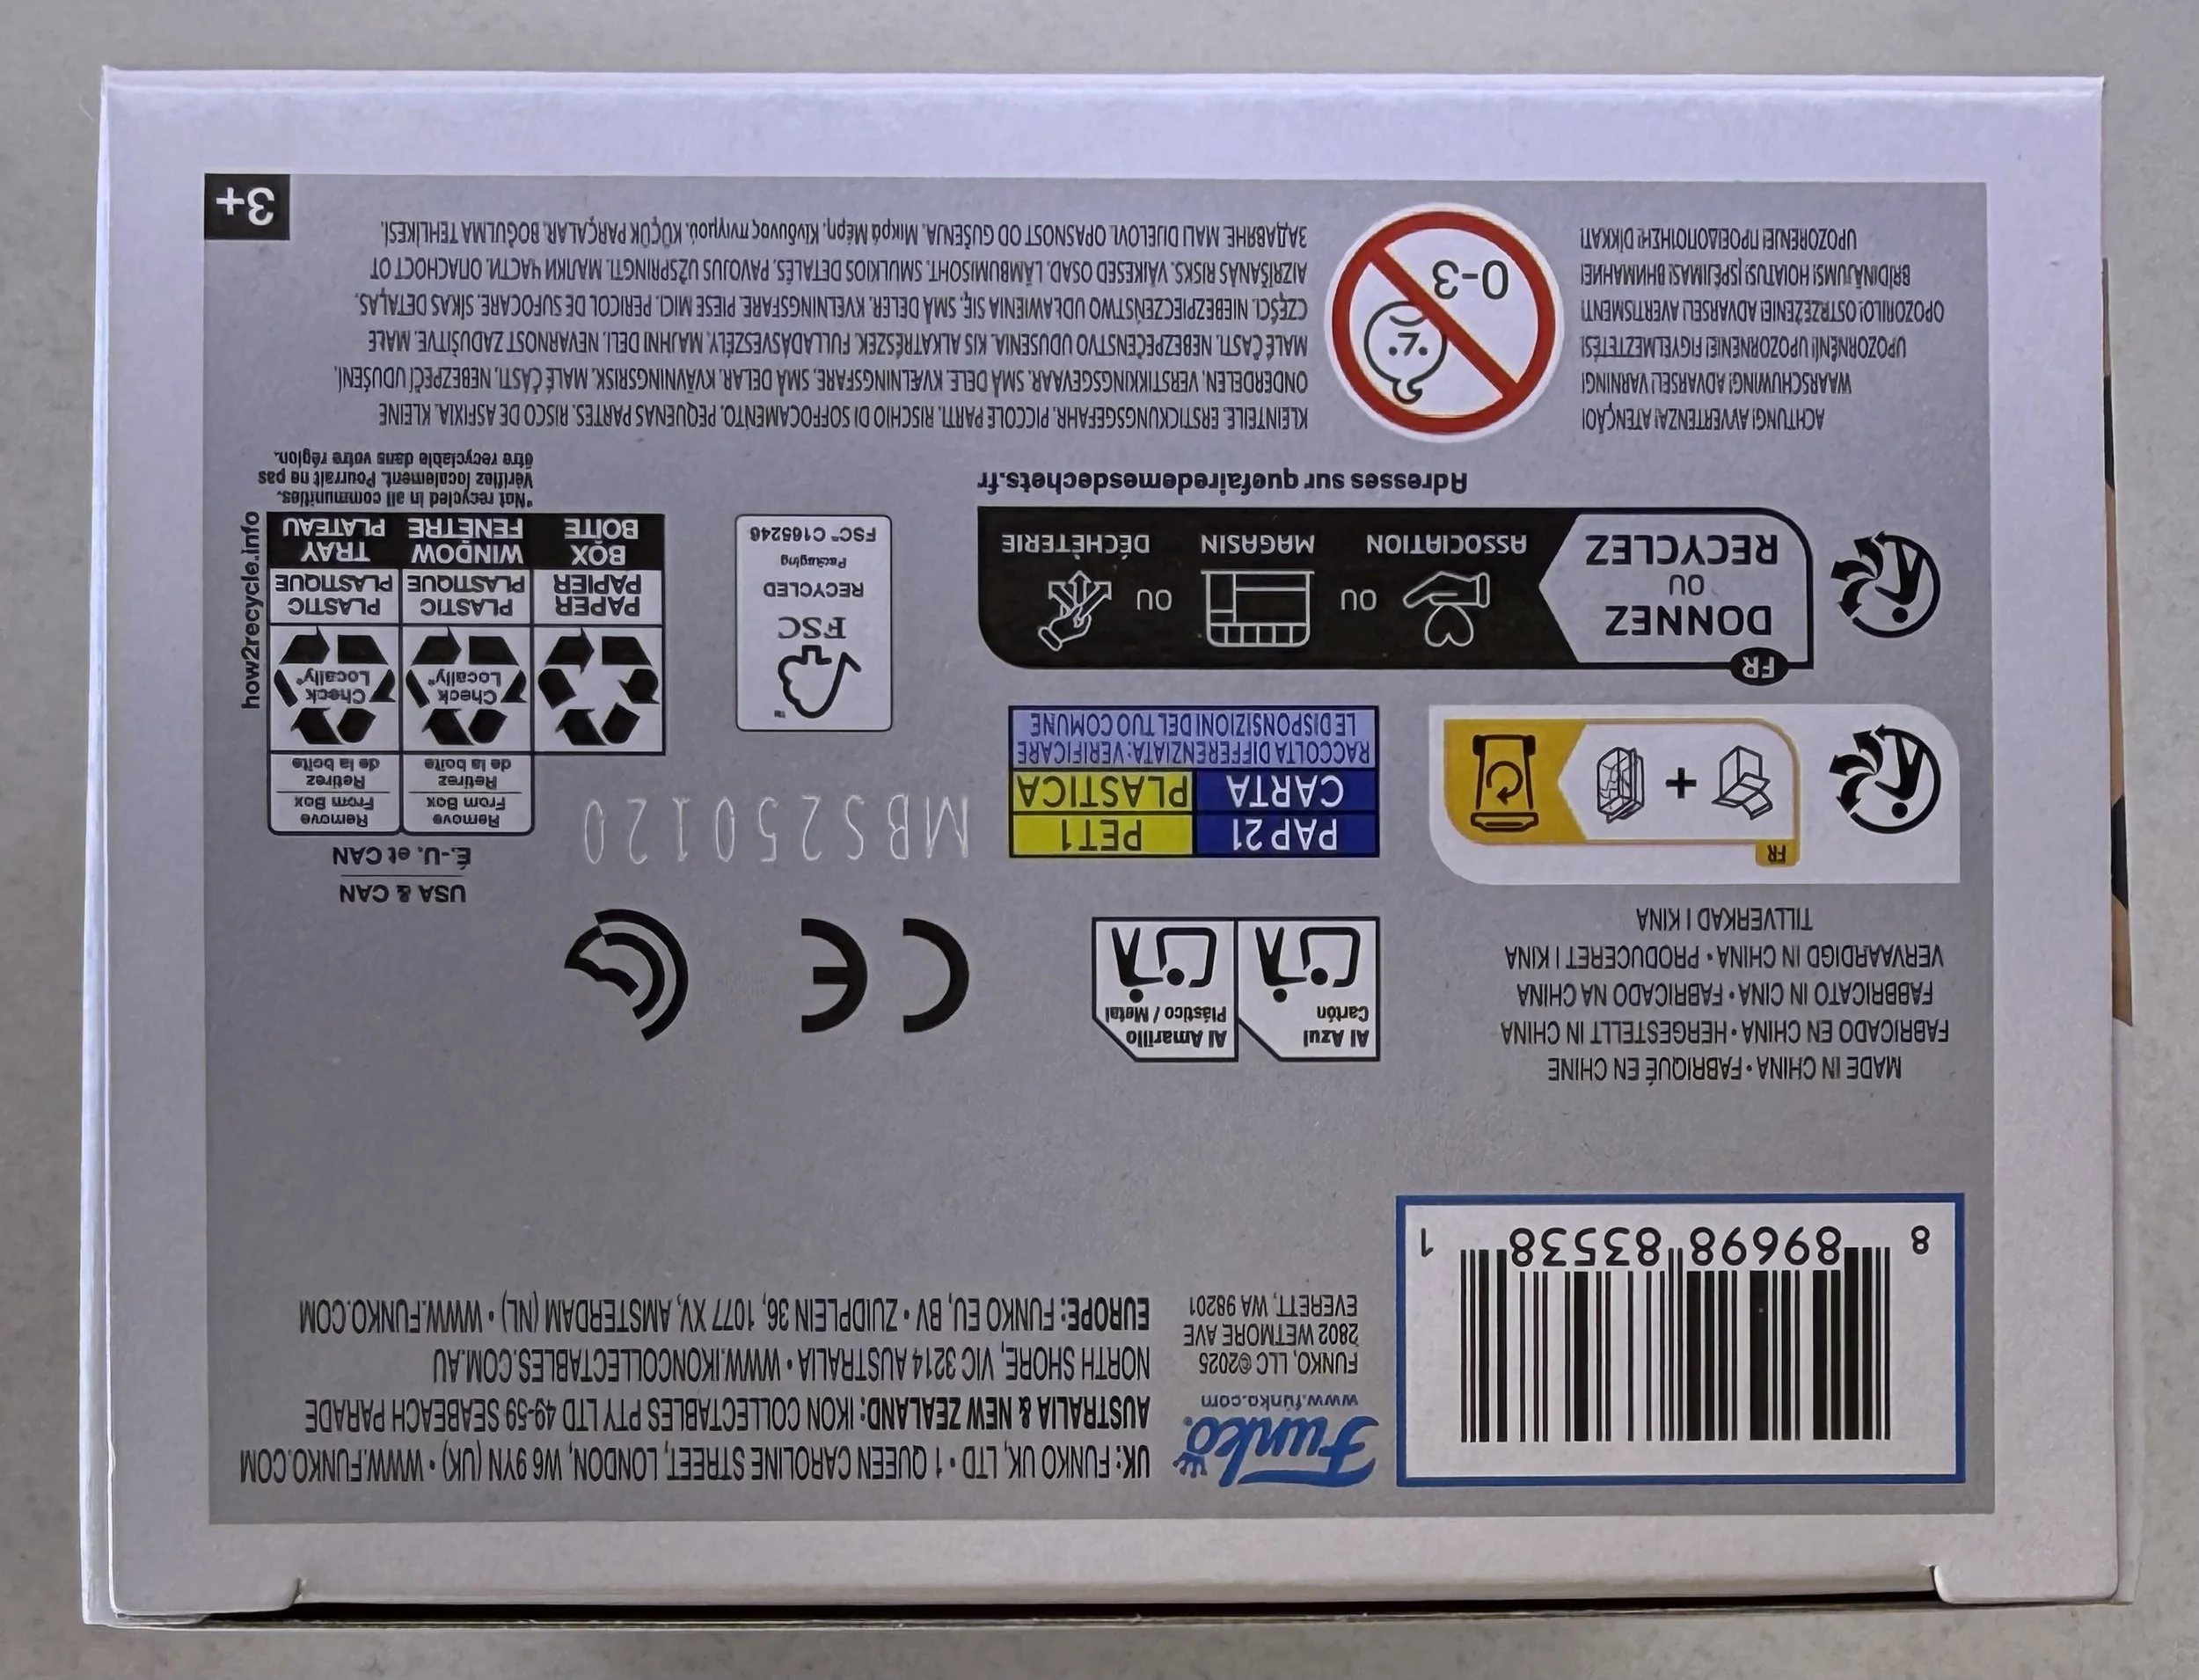 8 89698 83538 1
Funko
www.funko.com
FUNKO, LLC ©2025
2802 WETMORE AVE
EVERETT, WA 98201
UK: FUNKO UK, LTD • 1 QUEEN CAROLINE STREET, LONDON, W6 9YN (UK) • WWW.FUNKO.COM
AUSTRALIA & NEW ZEALAND: IKON COLLECTABLES PTY LTD 49-59 SEABEACH PARADE
NORTH SHORE, VIC 3214 AUSTRALIA • WWW.IKONCOLLECTABLES.COM.AU
EUROPE: FUNKO EU, BV • ZUIDPLEIN 36, 1077 XV, AMSTERDAM (NL) • WWW.FUNKO.COM
MADE IN CHINA • FABRIQUÉ EN CHINE
FABRICADO EN CHINA • HERGESTELLT IN CHINA
FABBRICATO IN CINA • FABRICADO NA CHINA
VERVAARDIGD IN CHINA • PRODUCERET I KINA
TILLVERKAD I KINA
Al Azul
Cartón
Al Amarillo
Plástico / Metal
CE
USA & CAN
É.-U. et CAN
FR
PAP21
PET1
CARTA
PLASTICA
RACCOLTA DIFFERENZIATA: VERIFICARE
LE DISPONSIZIONI DEL TUO COMUNE
MBS250120
Remove
From Box
Retirez
de la boîte
Remove
From Box
Retirez
de la boîte
Check
Locally*
Check
Locally*
PAPER
PAPIER
PLASTIC
PLASTIQUE
PLASTIC
PLASTIQUE
BOX
BOÎTE
WINDOW
FENÊTRE
TRAY
PLATEAU
how2recycle.info
*Not recycled in all communities.
Vérifiez localement. Pourrait ne pas
être recyclable dans votre région.
FR
DONNEZ
OU
RECYCLEZ
ASSOCIATION
OU
MAGASIN
OU
DÉCHÈTERIE
Adresses sur quefairedemesdechets.fr
™
FSC
RECYCLED
Packaging
FSC™ C165246
ACHTUNG! AVVERTENZA! ATENÇÃO!
WAARSCHUWING! ADVARSEL! VARNING!
UPOZORNĚNÍ! UPOZORNENIE! FIGYELMEZTETÉS!
OPOZORILO! OSTRZEŻENIE! ADVARSEL! AVERTISMENT!
BRĪDINĀJUMS! HOIATUS! ĮSPĖJIMAS! ВНИМАНИЕ!
UPOZORENJE! ΠΡΟΕΙΔΟΠΟΙΗΣΗ! DİKKAT!
0-3
KLEINTEILE. ERSTICKUNGSGEFAHR. PICCOLE PARTI. RISCHIO DI SOFFOCAMENTO. PEQUENAS PARTES. RISCO DE ASFIXIA. KLEINE
ONDERDELEN. VERSTIKKINGSGEVAAR. SMÅ DELE. KVÆLNINGSFARE. SMÅ DELAR. KVÄVNINGSRISK. MALÉ ČÁSTI. NEBEZPEČÍ UDUŠENÍ.
MALÉ ČASTI. NEBEZPEČENSTVO UDUSENIA. KIS ALKATRÉSZEK. FULLADÁSVESZÉLY. MAJHNI DELI. NEVARNOST ZADUŠITVE. MAŁE
CZĘŚCI. NIEBEZPIECZEŃSTWO UDŁAWIENIA SIĘ. SMÅ DELER. KVELNINGSFARE. PIESE MICI. PERICOL DE SUFOCARE. SĪKAS DETAĻAS.
AIZRĪŠANĀS RISKS. VÄIKESED OSAD. LÄMBUMISOHT. SMULKIOS DETALĖS. PAVOJUS UŽSPRINGTI. МАЛКИ ЧАСТИ. ОПАСНОСТ ОТ
ЗАДАВЯНЕ. MALI DIJELOVI. OPASNOST OD GUŠENJA. Μικρά Μέρη. Κίνδυνος πνιγμού. KÜÇÜK PARÇALAR. BOĞULMA TEHLİKESİ.
3+